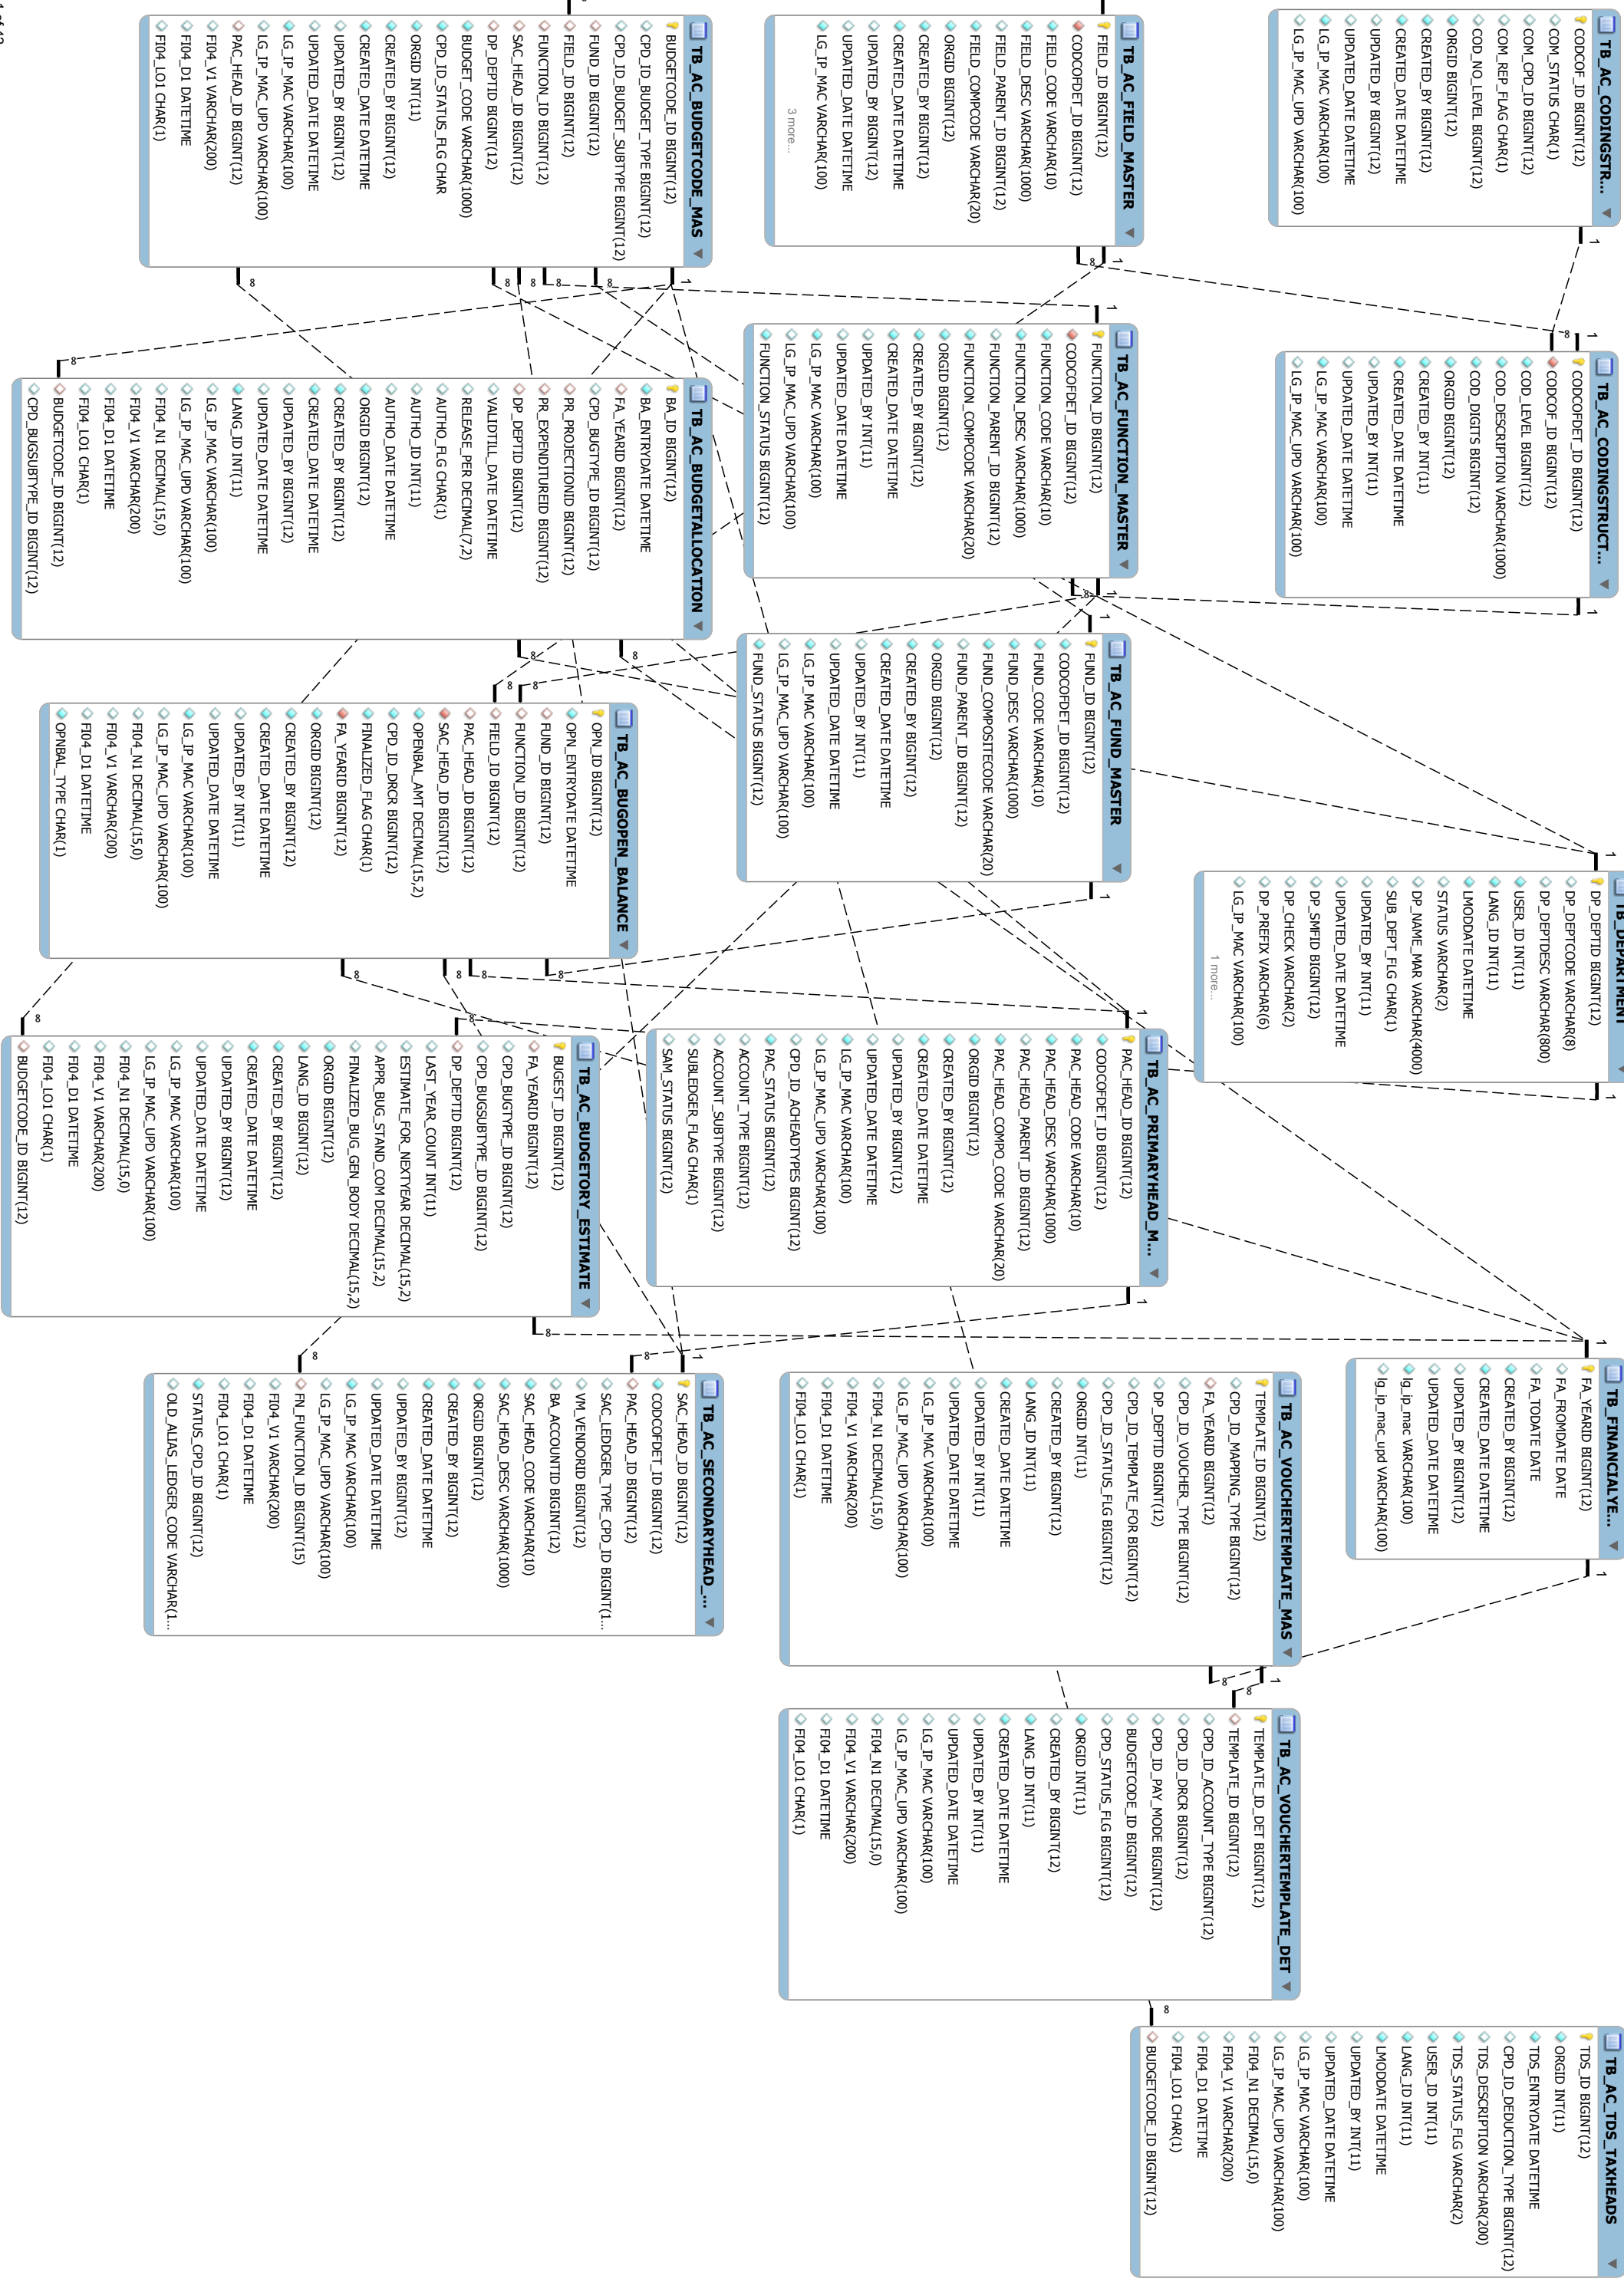 TB_AC_CODINGSTR...
CODCOF_ID BIGINT(12)
COM_STATUS CHAR(1)
COM_CPD_ID BIGINT(12)
COM_REP_FLAG CHAR(1)
COD_NO_LEVEL BIGINT(12)
ORGID BIGINT(12)
CREATED_BY BIGINT(12)
CREATED_DATE DATETIME
UPDATED_BY BIGINT(12)
UPDATED_DATE DATETIME
LG_IP_MAC VARCHAR(100)
LG_IP_MAC_UPD VARCHAR(100)
TB_AC_CODINGSTRUCT...
CODCOFDET_ID BIGINT(12)
CODCOF_ID BIGINT(12)
COD_LEVEL BIGINT(12)
COD_DESCRIPTION VARCHAR(1000)
COD_DIGITS BIGINT(12)
ORGID BIGINT(12)
CREATED_BY INT(11)
CREATED_DATE DATETIME
UPDATED_BY INT(11)
UPDATED_DATE DATETIME
LG_IP_MAC VARCHAR(100)
LG_IP_MAC_UPD VARCHAR(100)
TB_DEPARTMENT
DP_DEPTID BIGINT(12)
DP_DEPTCODE VARCHAR(8)
DP_DEPTDESC VARCHAR(800)
USER_ID INT(11)
LANG_ID INT(11)
LMODDATE DATETIME
STATUS VARCHAR(2)
DP_NAME_MAR VARCHAR(4000)
SUB_DEPT_FLG CHAR(1)
UPDATED_BY INT(11)
UPDATED_DATE DATETIME
DP_SMFID BIGINT(12)
DP_CHECK VARCHAR(2)
DP_PREFIX VARCHAR(6)
LG_IP_MAC VARCHAR(100)
1 more...
TB_FINANCIALYE...
FA_YEARID BIGINT(12)
FA_FROMDATE DATE
FA_TODATE DATE
CREATED_BY BIGINT(12)
CREATED_DATE DATETIME
UPDATED_BY BIGINT(12)
UPDATED_DATE DATETIME
lg_ip_mac VARCHAR(100)
lg_ip_mac_upd VARCHAR(100)
TB_AC_TDS_TAXHEADS
TDS_ID BIGINT(12)
ORGID INT(11)
TDS_ENTRYDATE DATETIME
CPD_ID_DEDUCTION_TYPE BIGINT(12)
TDS_DESCRIPTION VARCHAR(200)
TDS_STATUS_FLG VARCHAR(2)
USER_ID INT(11)
LANG_ID INT(11)
LMODDATE DATETIME
UPDATED_BY INT(11)
UPDATED_DATE DATETIME
LG_IP_MAC VARCHAR(100)
LG_IP_MAC_UPD VARCHAR(100)
FI04_N1 DECIMAL(15,0)
FI04_V1 VARCHAR(200)
FI04_D1 DATETIME
FI04_LO1 CHAR(1)
BUDGETCODE_ID BIGINT(12)
TB_AC_FIELD_MASTER
FIELD_ID BIGINT(12)
CODCOFDET_ID BIGINT(12)
FIELD_CODE VARCHAR(10)
FIELD_DESC VARCHAR(1000)
FIELD_PARENT_ID BIGINT(12)
FIELD_COMPCODE VARCHAR(20)
ORGID BIGINT(12)
CREATED_BY BIGINT(12)
CREATED_DATE DATETIME
UPDATED_BY BIGINT(12)
UPDATED_DATE DATETIME
LG_IP_MAC VARCHAR(100)
3 more...
TB_AC_FUNCTION_MASTER
FUNCTION_ID BIGINT(12)
CODCOFDET_ID BIGINT(12)
FUNCTION_CODE VARCHAR(10)
FUNCTION_DESC VARCHAR(1000)
FUNCTION_PARENT_ID BIGINT(12)
FUNCTION_COMPCODE VARCHAR(20)
ORGID BIGINT(12)
CREATED_BY BIGINT(12)
CREATED_DATE DATETIME
UPDATED_BY INT(11)
UPDATED_DATE DATETIME
LG_IP_MAC VARCHAR(100)
LG_IP_MAC_UPD VARCHAR(100)
FUNCTION_STATUS BIGINT(12)
TB_AC_FUND_MASTER
FUND_ID BIGINT(12)
CODCOFDET_ID BIGINT(12)
FUND_CODE VARCHAR(10)
FUND_DESC VARCHAR(1000)
FUND_COMPOSITECODE VARCHAR(20)
FUND_PARENT_ID BIGINT(12)
ORGID BIGINT(12)
CREATED_BY BIGINT(12)
CREATED_DATE DATETIME
UPDATED_BY INT(11)
UPDATED_DATE DATETIME
LG_IP_MAC VARCHAR(100)
LG_IP_MAC_UPD VARCHAR(100)
FUND_STATUS BIGINT(12)
TB_AC_PRIMARYHEAD_M...
PAC_HEAD_ID BIGINT(12)
CODCOFDET_ID BIGINT(12)
PAC_HEAD_CODE VARCHAR(10)
PAC_HEAD_DESC VARCHAR(1000)
PAC_HEAD_PARENT_ID BIGINT(12)
PAC_HEAD_COMPO_CODE VARCHAR(20)
ORGID BIGINT(12)
CREATED_BY BIGINT(12)
CREATED_DATE DATETIME
UPDATED_BY BIGINT(12)
UPDATED_DATE DATETIME
LG_IP_MAC VARCHAR(100)
LG_IP_MAC_UPD VARCHAR(100)
CPD_ID_ACHEADTYPES BIGINT(12)
PAC_STATUS BIGINT(12)
ACCOUNT_TYPE BIGINT(12)
ACCOUNT_SUBTYPE BIGINT(12)
SUBLEDGER_FLAG CHAR(1)
SAM_STATUS BIGINT(12)
TB_AC_VOUCHERTEMPLATE_MAS
TEMPLATE_ID BIGINT(12)
CPD_ID_MAPPING_TYPE BIGINT(12)
FA_YEARID BIGINT(12)
CPD_ID_VOUCHER_TYPE BIGINT(12)
DP_DEPTID BIGINT(12)
CPD_ID_TEMPLATE_FOR BIGINT(12)
CPD_ID_STATUS_FLG BIGINT(12)
ORGID INT(11)
CREATED_BY BIGINT(12)
LANG_ID INT(11)
CREATED_DATE DATETIME
UPDATED_BY INT(11)
UPDATED_DATE DATETIME
LG_IP_MAC VARCHAR(100)
LG_IP_MAC_UPD VARCHAR(100)
FI04_N1 DECIMAL(15,0)
FI04_V1 VARCHAR(200)
FI04_D1 DATETIME
FI04_LO1 CHAR(1)
TB_AC_VOUCHERTEMPLATE_DET
TEMPLATE_ID_DET BIGINT(12)
TEMPLATE_ID BIGINT(12)
CPD_ID_ACCOUNT_TYPE BIGINT(12)
CPD_ID_DRCR BIGINT(12)
CPD_ID_PAY_MODE BIGINT(12)
BUDGETCODE_ID BIGINT(12)
CPD_STATUS_FLG BIGINT(12)
ORGID INT(11)
CREATED_BY BIGINT(12)
LANG_ID INT(11)
CREATED_DATE DATETIME
UPDATED_BY INT(11)
UPDATED_DATE DATETIME
LG_IP_MAC VARCHAR(100)
LG_IP_MAC_UPD VARCHAR(100)
FI04_N1 DECIMAL(15,0)
FI04_V1 VARCHAR(200)
FI04_D1 DATETIME
FI04_LO1 CHAR(1)
TB_AC_BUDGETCODE_MAS
BUDGETCODE_ID BIGINT(12)
CPD_ID_BUDGET_TYPE BIGINT(12)
CPD_ID_BUDGET_SUBTYPE BIGINT(12)
FUND_ID BIGINT(12)
FIELD_ID BIGINT(12)
FUNCTION_ID BIGINT(12)
SAC_HEAD_ID BIGINT(12)
DP_DEPTID BIGINT(12)
BUDGET_CODE VARCHAR(1000)
CPD_ID_STATUS_FLG CHAR
ORGID INT(11)
CREATED_BY BIGINT(12)
CREATED_DATE DATETIME
UPDATED_BY BIGINT(12)
UPDATED_DATE DATETIME
LG_IP_MAC VARCHAR(100)
LG_IP_MAC_UPD VARCHAR(100)
PAC_HEAD_ID BIGINT(12)
FI04_V1 VARCHAR(200)
FI04_D1 DATETIME
FI04_LO1 CHAR(1)
TB_AC_BUDGETALLOCATION
BA_ID BIGINT(12)
BA_ENTRYDATE DATETIME
FA_YEARID BIGINT(12)
CPD_BUGTYPE_ID BIGINT(12)
PR_PROJECTIONID BIGINT(12)
PR_EXPENDITUREID BIGINT(12)
DP_DEPTID BIGINT(12)
VALIDTILL_DATE DATETIME
RELEASE_PER DECIMAL(7,2)
AUTHO_FLG CHAR(1)
AUTHO_ID INT(11)
AUTHO_DATE DATETIME
ORGID BIGINT(12)
CREATED_BY BIGINT(12)
CREATED_DATE DATETIME
UPDATED_BY BIGINT(12)
UPDATED_DATE DATETIME
LANG_ID INT(11)
LG_IP_MAC VARCHAR(100)
LG_IP_MAC_UPD VARCHAR(100)
FI04_N1 DECIMAL(15,0)
FI04_V1 VARCHAR(200)
FI04_D1 DATETIME
FI04_LO1 CHAR(1)
BUDGETCODE_ID BIGINT(12)
CPD_BUGSUBTYPE_ID BIGINT(12)
TB_AC_BUGOPEN_BALANCE
OPN_ID BIGINT(12)
OPN_ENTRYDATE DATETIME
FUND_ID BIGINT(12)
FUNCTION_ID BIGINT(12)
FIELD_ID BIGINT(12)
PAC_HEAD_ID BIGINT(12)
SAC_HEAD_ID BIGINT(12)
OPENBAL_AMT DECIMAL(15,2)
CPD_ID_DRCR BIGINT(12)
FINALIZED_FLAG CHAR(1)
FA_YEARID BIGINT(12)
ORGID BIGINT(12)
CREATED_BY BIGINT(12)
CREATED_DATE DATETIME
UPDATED_BY INT(11)
UPDATED_DATE DATETIME
LG_IP_MAC VARCHAR(100)
LG_IP_MAC_UPD VARCHAR(100)
FI04_N1 DECIMAL(15,0)
FI04_V1 VARCHAR(200)
FI04_D1 DATETIME
OPNBAL_TYPE CHAR(1)
TB_AC_BUDGETORY_ESTIMATE
BUGEST_ID BIGINT(12)
FA_YEARID BIGINT(12)
CPD_BUGTYPE_ID BIGINT(12)
CPD_BUGSUBTYPE_ID BIGINT(12)
DP_DEPTID BIGINT(12)
LAST_YEAR_COUNT INT(11)
ESTIMATE_FOR_NEXTYEAR DECIMAL(15,2)
APPR_BUG_STAND_COM DECIMAL(15,2)
FINALIZED_BUG_GEN_BODY DECIMAL(15,2)
ORGID BIGINT(12)
LANG_ID BIGINT(12)
CREATED_BY BIGINT(12)
CREATED_DATE DATETIME
UPDATED_BY BIGINT(12)
UPDATED_DATE DATETIME
LG_IP_MAC VARCHAR(100)
LG_IP_MAC_UPD VARCHAR(100)
FI04_N1 DECIMAL(15,0)
FI04_V1 VARCHAR(200)
FI04_D1 DATETIME
FI04_LO1 CHAR(1)
BUDGETCODE_ID BIGINT(12)
TB_AC_SECONDARYHEAD_...
SAC_HEAD_ID BIGINT(12)
CODCOFDET_ID BIGINT(12)
PAC_HEAD_ID BIGINT(12)
SAC_LEDDGER_TYPE_CPD_ID BIGINT(1...
VM_VENDORID BIGINT(12)
BA_ACCOUNTID BIGINT(12)
SAC_HEAD_CODE VARCHAR(10)
SAC_HEAD_DESC VARCHAR(1000)
ORGID BIGINT(12)
CREATED_BY BIGINT(12)
CREATED_DATE DATETIME
UPDATED_BY BIGINT(12)
UPDATED_DATE DATETIME
LG_IP_MAC VARCHAR(100)
LG_IP_MAC_UPD VARCHAR(100)
FN_FUNCTION_ID BIGINT(15)
FI04_V1 VARCHAR(200)
FI04_D1 DATETIME
FI04_LO1 CHAR(1)
STATUS_CPD_ID BIGINT(12)
OLD_ALIAS_LEDGER_CODE VARCHAR(1...